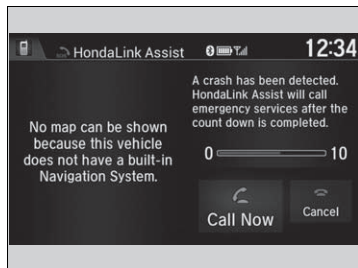 HondaLink Assist
12:34
No map can be shown
because this vehicle
does not have a built-in
Navigation System.
A crash has been detected.
HondaLink Assist will call
emergency services after the
count down is completed.
0
10
Call Now
Cancel